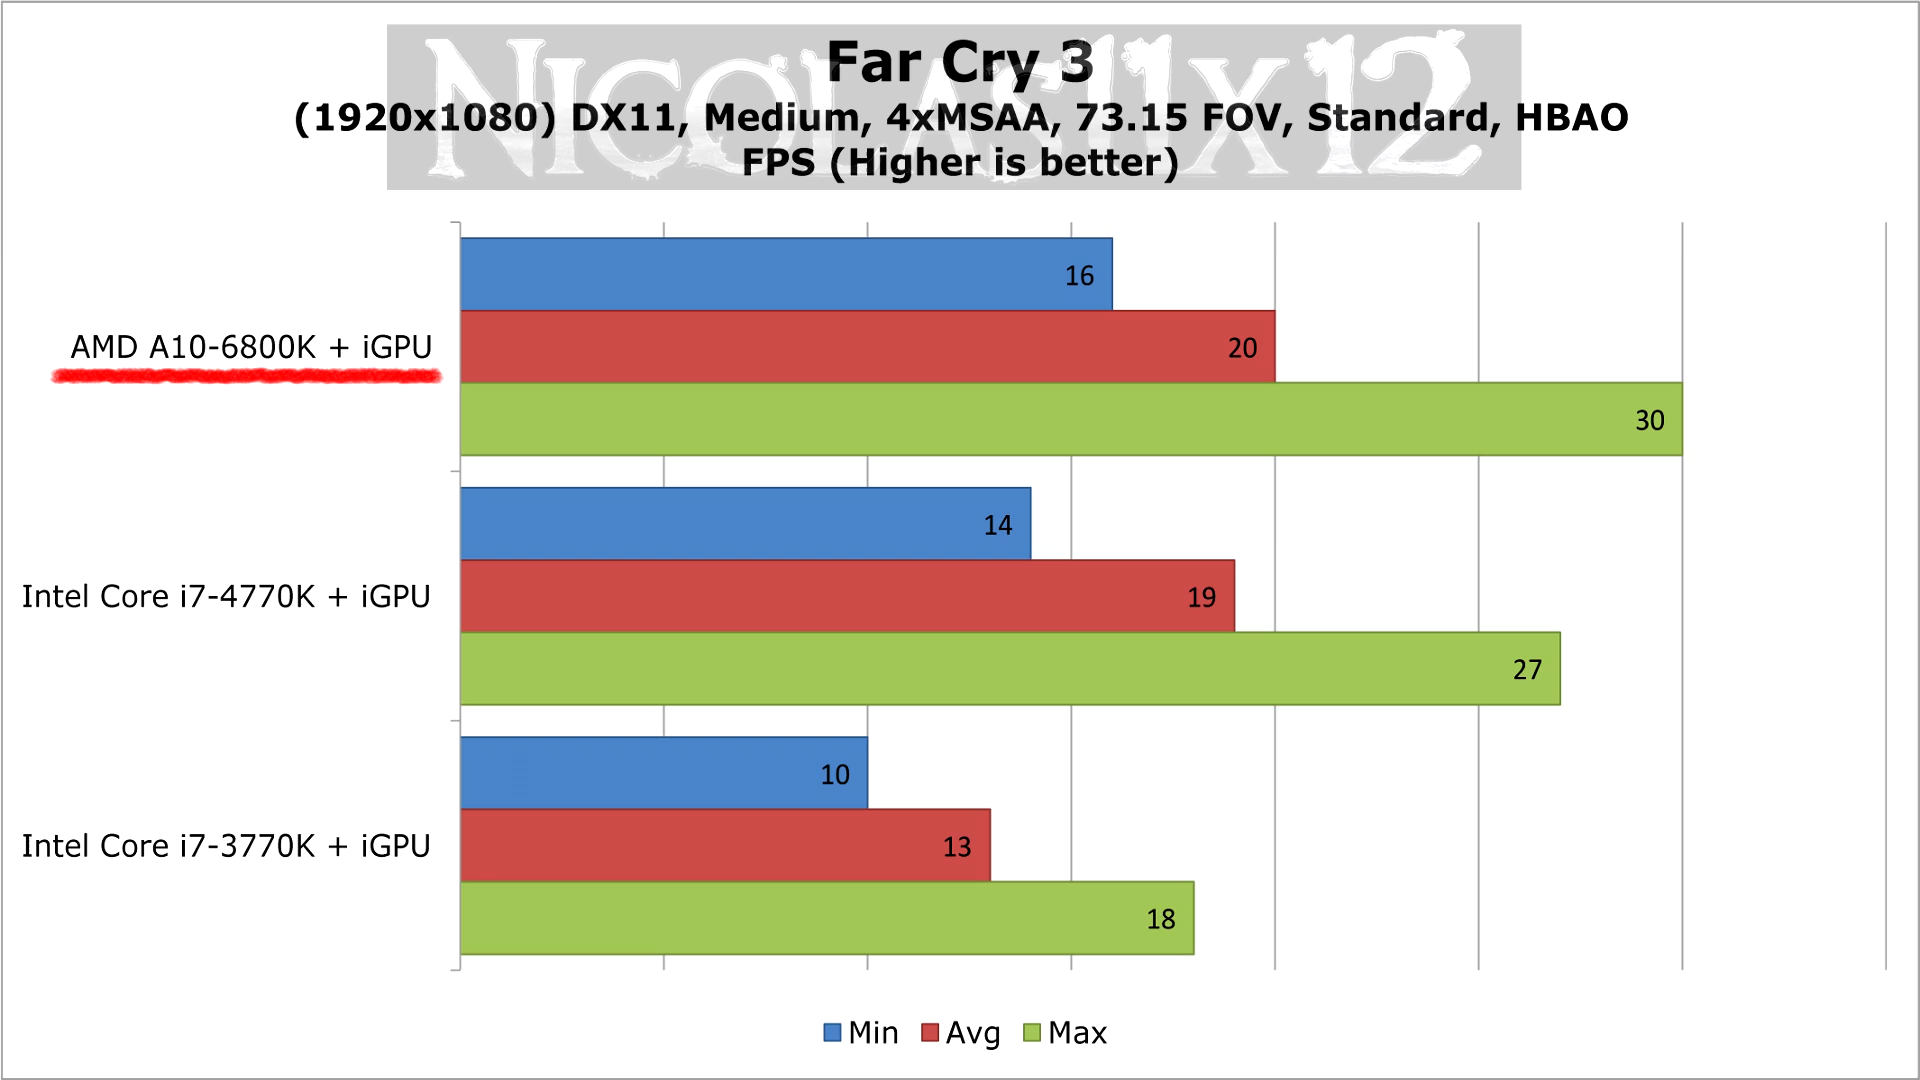 Nicolas11x12
Far Cry 3
(1920x1080) DX11, Medium, 4xMSAA, 73.15 FOV, Standard, HBAO
FPS (Higher is better)
16
AMD A10-6800K + iGPU
20
30
14
Intel Core i7-4770K + iGPU
19
27
10
Intel Core i7-3770K + iGPU
13
18
Min Avg Max